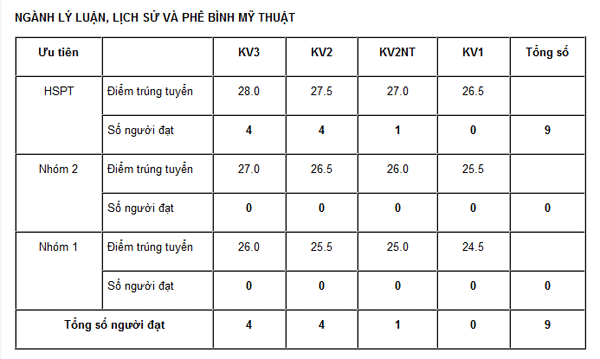 NGÀNH LÝ LUẬN, LỊCH SỬ VÀ PHÊ BÌNH MỸ THUẬT
Ưu tiên KV3 KV2 KV2NT KV1 Tổng số
HSPT Điểm trúng tuyển 28.0 27.5 27.0 26.5
Số người đạt 4 4 1 0 9
Nhóm 2 Điểm trúng tuyển 27.0 26.5 26.0 25.5
Số người đạt 0 0 0 0 0
Nhóm 1 Điểm trúng tuyển 26.0 25.5 25.0 24.5
Số người đạt 0 0 0 0 0
Tổng số người đạt 4 4 1 0 9